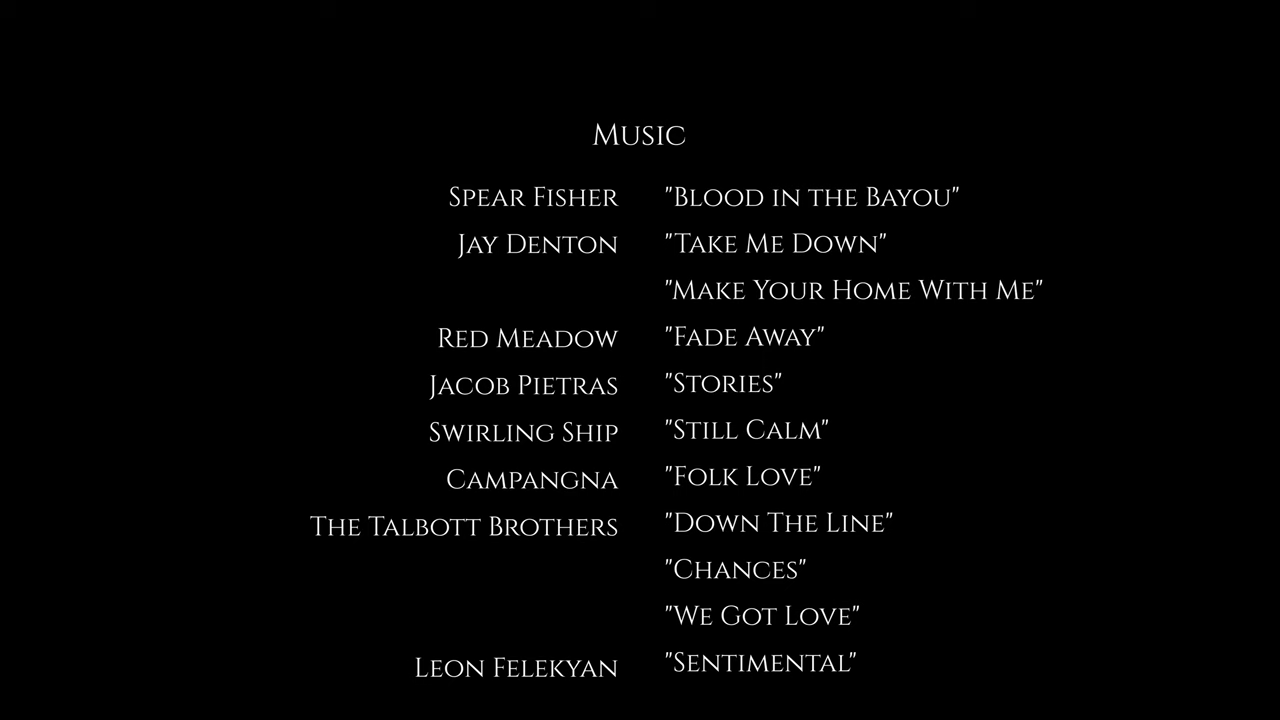 Music
Spear Fisher "Blood in the Bayou"
Jay Denton "Take Me Down"
"Make Your Home With Me"
Red Meadow "Fade Away"
Jacob Pietras "Stories"
Swirling Ship "Still Calm"
Campangna "Folk Love"
The Talbott Brothers "Down The Line"
"Chances"
"We Got Love"
Leon Felekyan "Sentimental"